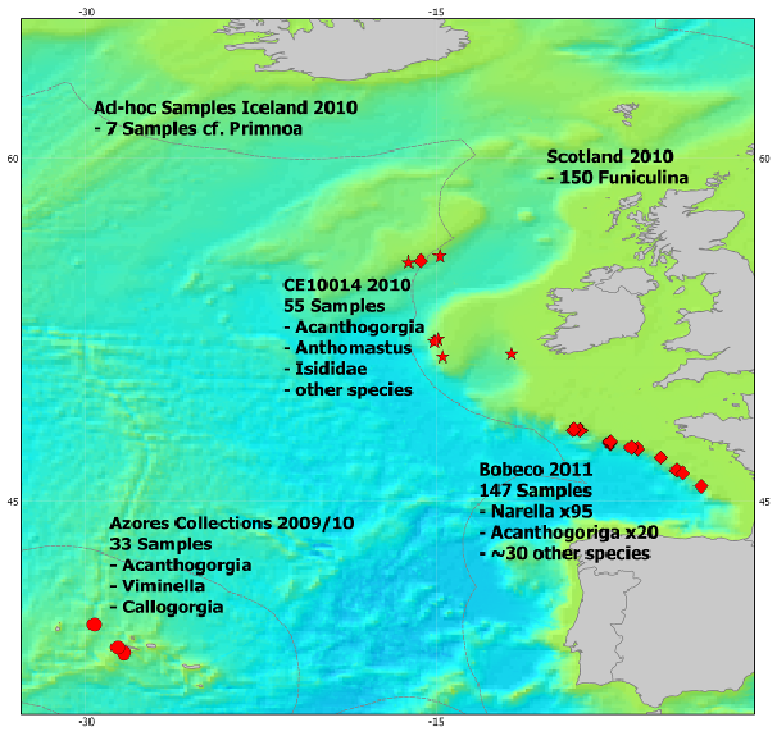 -30
-15
Ad-hoc Samples Iceland 2010
- 7 Samples cf. Primnoa
60
60
Scotland 2010
- 150 Funiculina
CE10014 2010
55 Samples
- Acanthogorgia
- Anthomastus
- Isididae
- other species
Bobeco 2011
147 Samples
- Narella x95
- Acanthogoriga x20
- ~30 other species
45
45
Azores Collections 2009/10
33 Samples
- Acanthogorgia
- Viminella
- Callogorgia
-30
-15